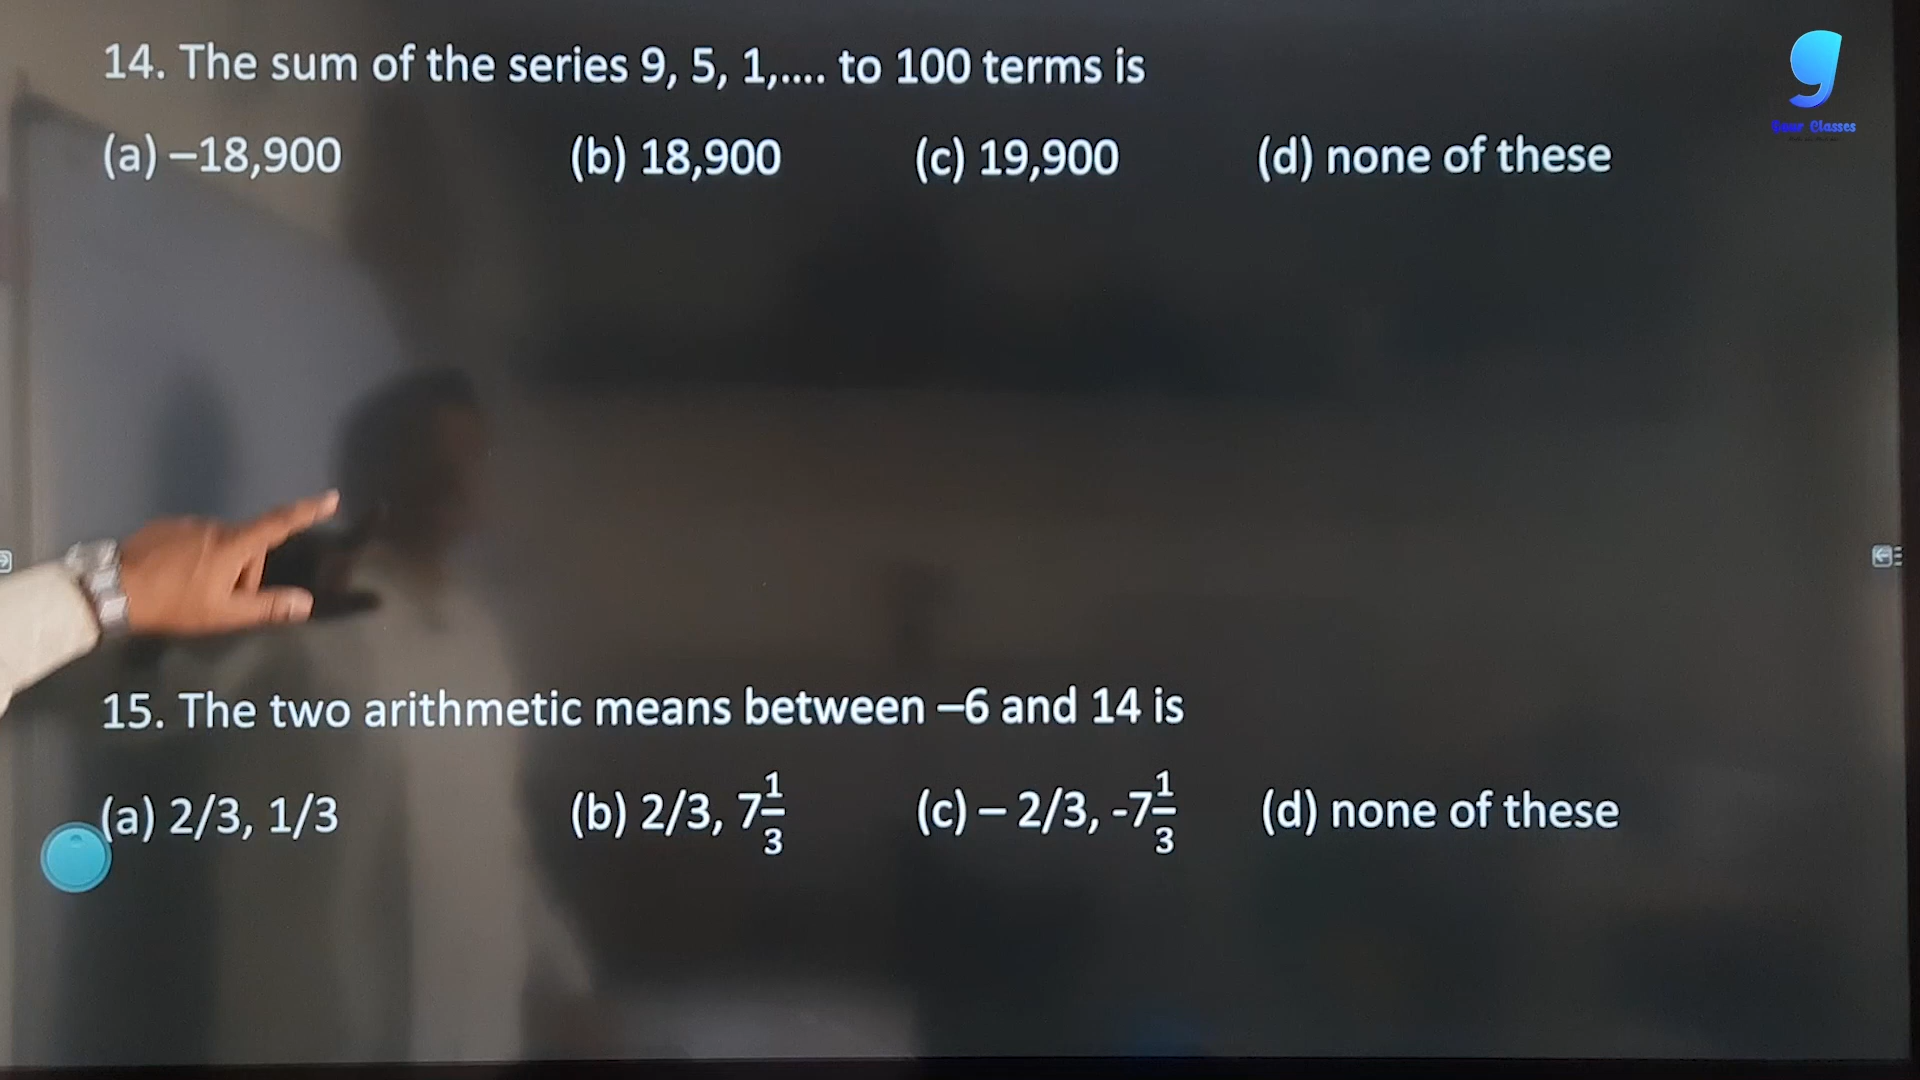 14. The sum of the series 9, 5, 1,.... to 100 terms is
(a) –18,900 (b) 18,900 (c) 19,900 (d) none of these
15. The two arithmetic means between –6 and 14 is
(a) 2/3, 1/3 (b) 2/3, 7 1/3 (c) – 2/3, -7 1/3 (d) none of these
Classes